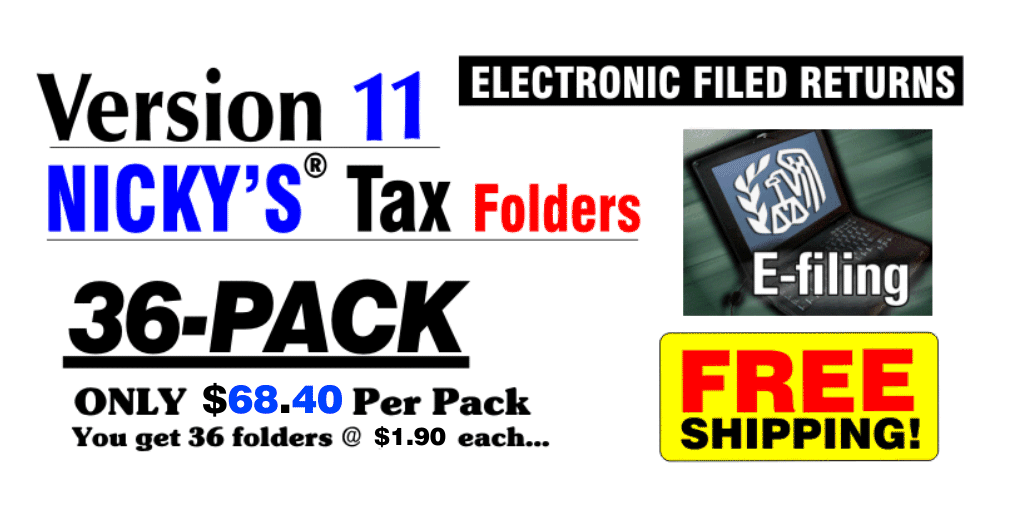 Version 11
ELECTRONIC FILED RETURNS
NICKY'S® Tax Folders
E-filing
36-PACK
ONLY $68.40 Per Pack
You get 36 folders @ $1.90 each...
FREE
SHIPPING!